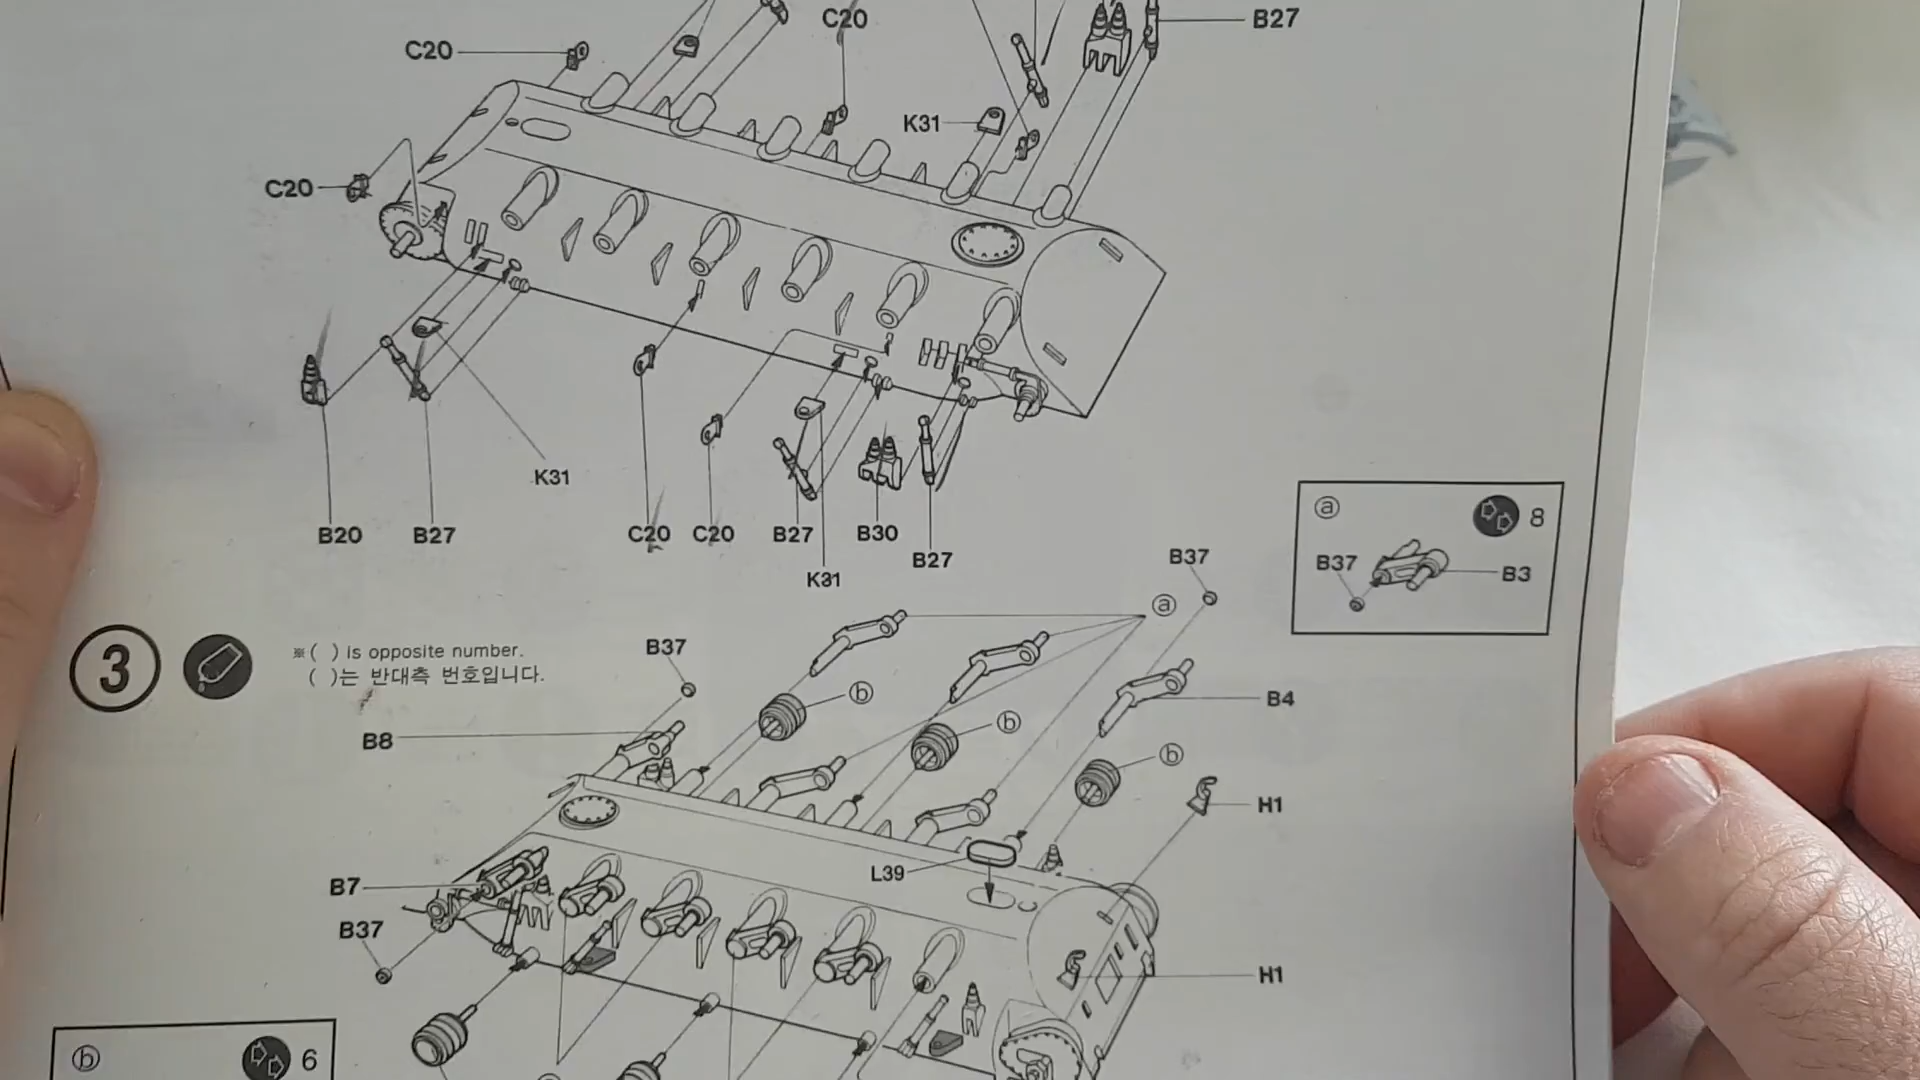 C20
C20
B27
K31
C20
K31
B20
B27
C20
C20
B27
B30
K31
B27
ⓐ
8
B37
B3
3
※( ) is opposite number.
( )는 반대측 번호입니다.
B37
ⓐ
B37
ⓑ
B4
B8
ⓑ
ⓑ
H1
L39
B7
B37
H1
ⓑ
6